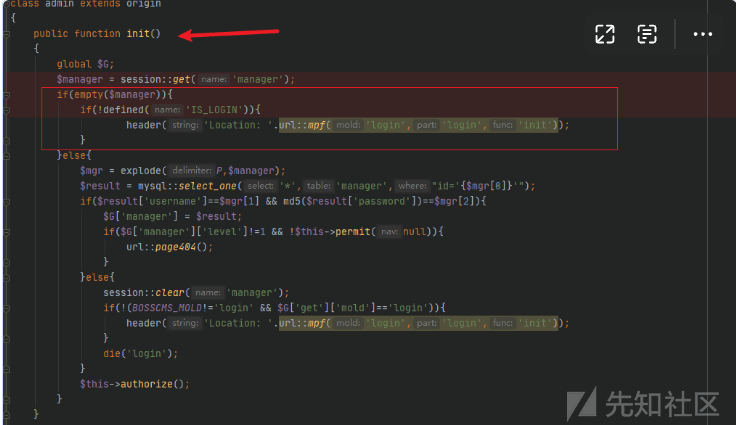 class admin extends origin
{
public function init()
{
global $G;
$manager = session::get( name: 'manager');
if(empty($manager)){
if(!defined( name: 'IS_LOGIN')){
header( string: 'Location: '.url::mpf( mold: 'login', part: 'login', func: 'init'));
}
}else{
$mgr = explode( delimiter: P,$manager);
$result = mysql::select_one( select: '*', table: 'manager', where: "id='{$mgr[0]}'");
if($result['username']==$mgr[1] && md5($result['password'])==$mgr[2]){
$G['manager'] = $result;
if($G['manager']['level']!=1 && !$this->permit( nav: null)){
url::page404();
}
}else{
session::clear( name: 'manager');
if(!(BOSSCMS_MOLD!='login' && $G['get']['mold']=='login')){
header( string: 'Location: '.url::mpf( mold: 'login', part: 'login', func: 'init'));
}
die('login');
}
$this->authorize();
}
}
先知社区